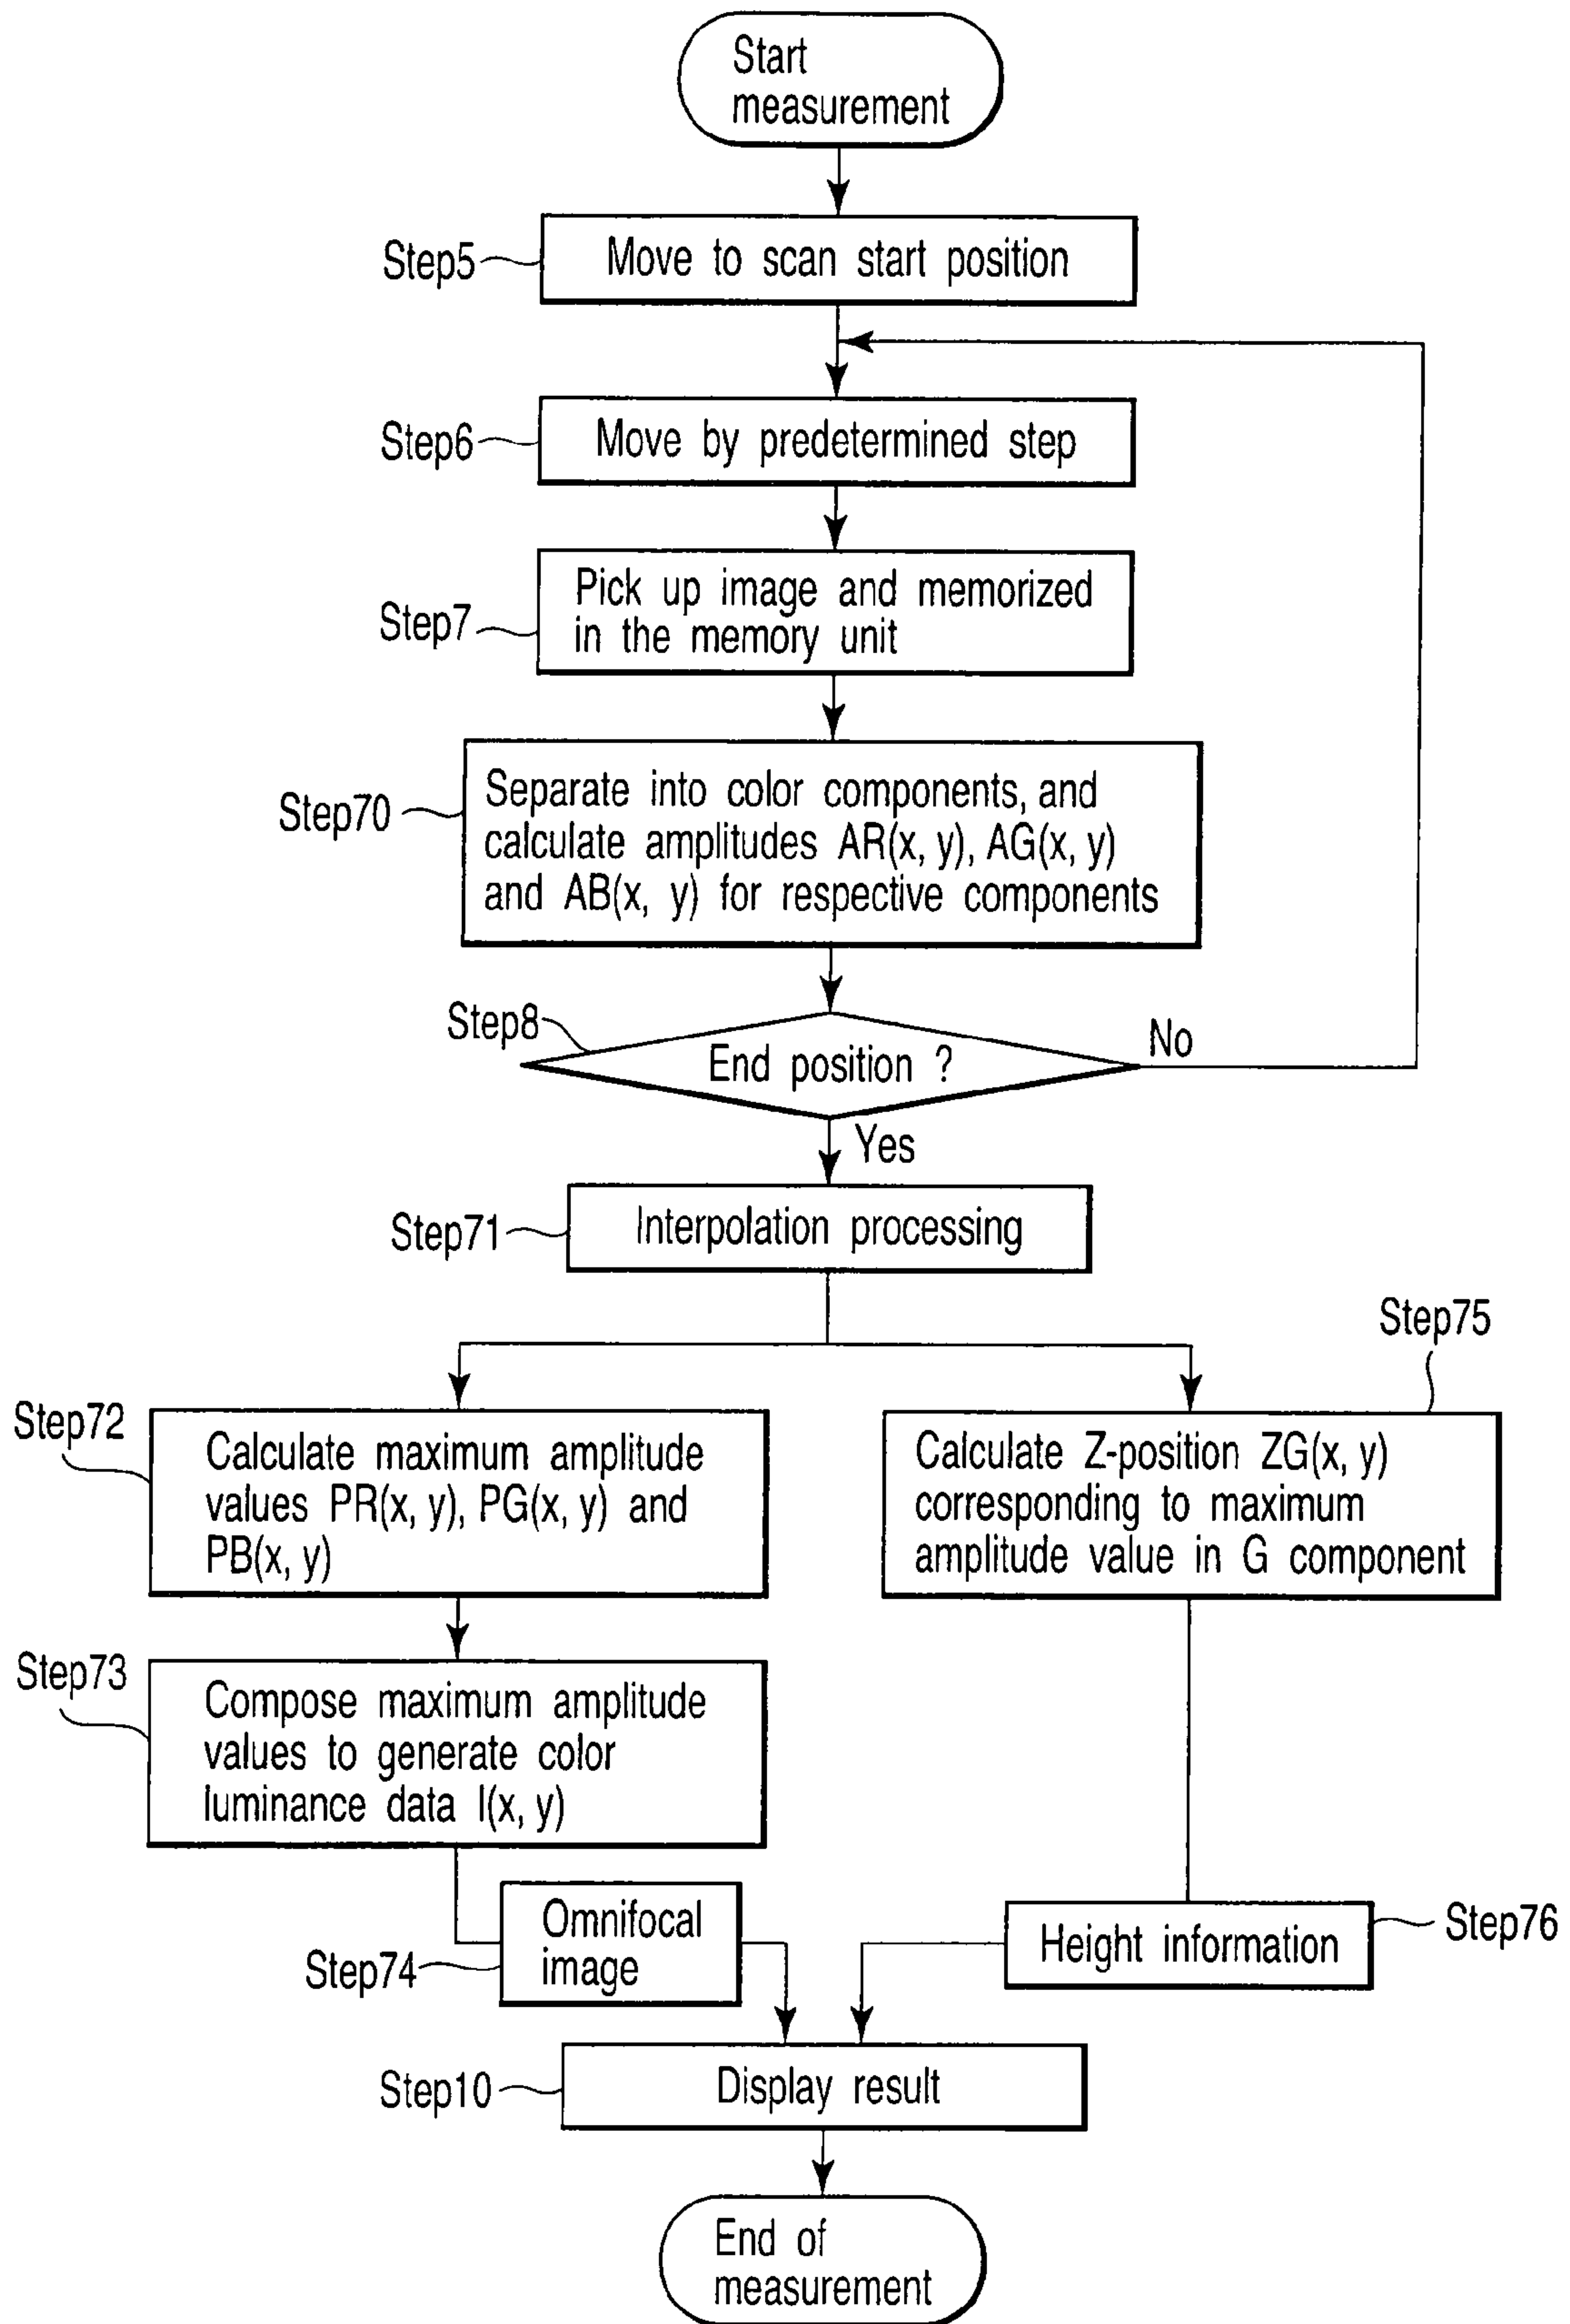 Start
measurement
Step5
Move to scan start position
Step6
Move by predetermined step
Step7
Pick up image and memorized
in the memory unit
Step70
Separate into color components, and
calculate amplitudes AR(x, y), AG(x, y)
and AB(x, y) for respective components
Step8
End position ?
No
Yes
Step71
Interpolation processing
Step72
Calculate maximum amplitude
values PR(x, y), PG(x, y) and
PB(x, y)
Step75
Calculate Z-position ZG(x, y)
corresponding to maximum
amplitude value in G component
Step73
Compose maximum amplitude
values to generate color
luminance data I(x, y)
Step74
Omnifocal
image
Height information
Step76
Step10
Display result
End of
measurement